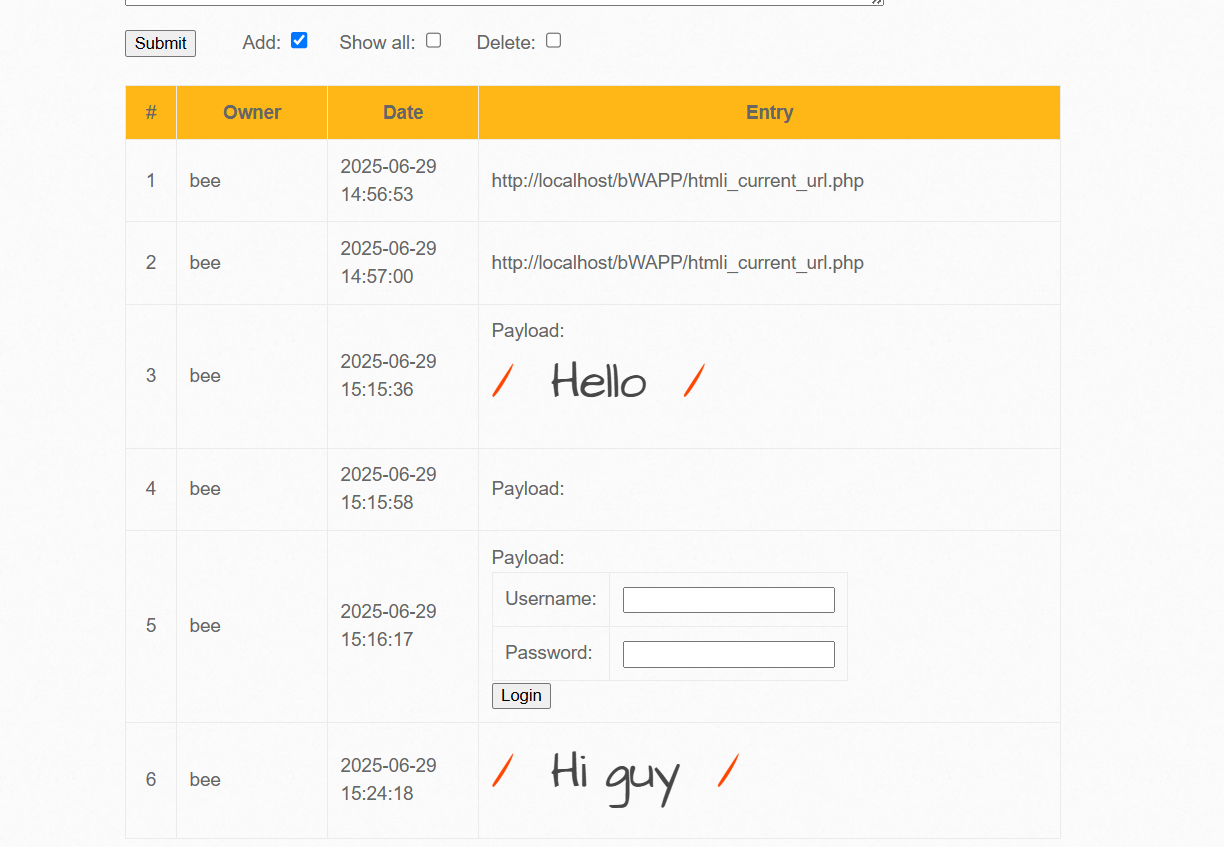 Submit Add: Show all: Delete:
# Owner Date Entry
1 bee 2025-06-29 14:56:53 http://localhost/bWAPP/htmli_current_url.php
2 bee 2025-06-29 14:57:00 http://localhost/bWAPP/htmli_current_url.php
3 bee 2025-06-29 15:15:36 Payload:
/ Hello /
4 bee 2025-06-29 15:15:58 Payload:
5 bee 2025-06-29 15:16:17 Payload:
Username:
Password:
Login
6 bee 2025-06-29 15:24:18 / Hi guy /